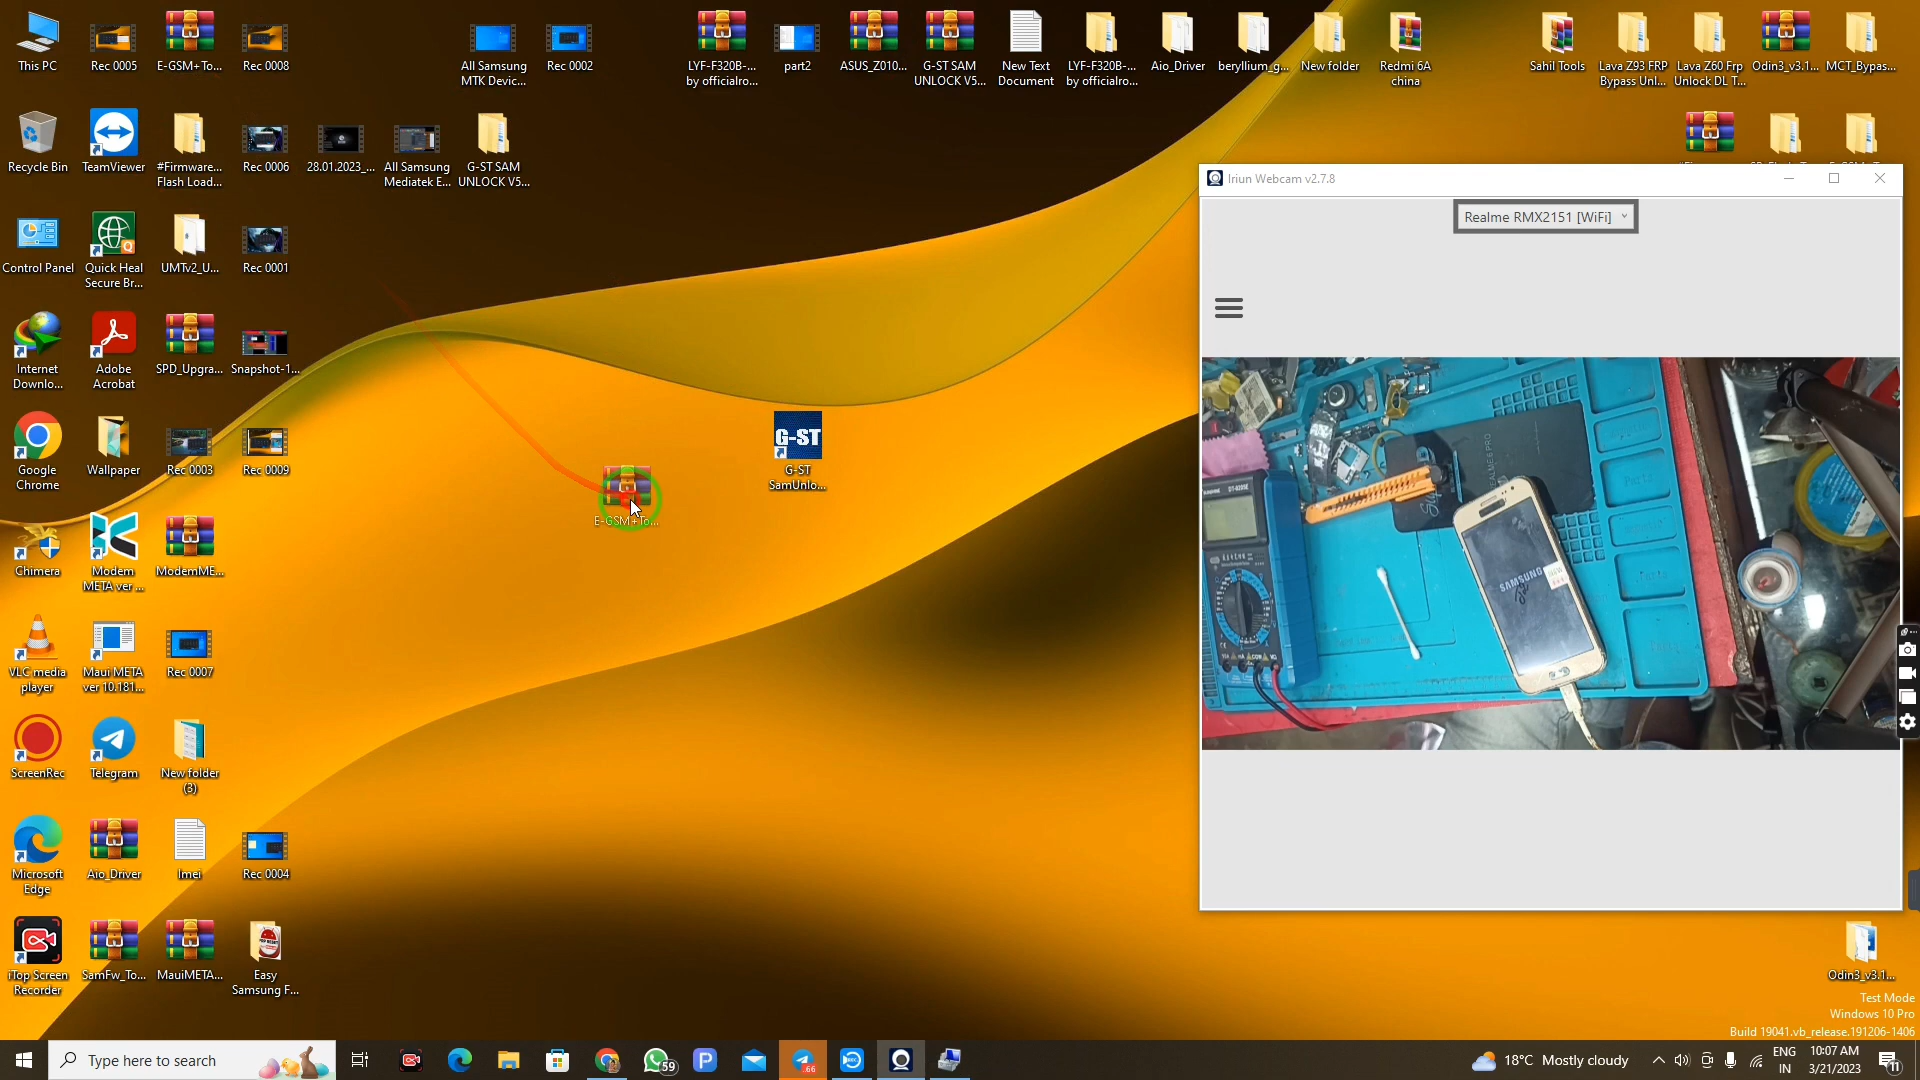 This PC
Rec 0005
E-GSM+To...
Rec 0008
All Samsung
MTK Devic...
Rec 0002
LYF-F320B-...
by officialro...
part2
ASUS_Z010...
G-ST SAM
UNLOCK V5...
New Text
Document
LYF-F320B-...
by officialro...
Aio_Driver
beryllium_g...
New folder
Redmi 6A
china
Sahil Tools
Lava Z93 FRP
Bypass Unl...
Lava Z60 Frp
Unlock DL T...
Odin3_v3.1...
MCT_Bypas...
Recycle Bin
TeamViewer
#Firmware...
Flash Load...
Rec 0006
28.01.2023_...
All Samsung
Mediatek E...
G-ST SAM
UNLOCK V5...
Iriun Webcam v2.7.8
Realme RMX2151 [WiFi]
Control Panel
Quick Heal
Secure Br...
UMTv2_U...
Rec 0001
Internet
Downlo...
Adobe
Acrobat
SPD_Upgra...
Snapshot-1...
Google
Chrome
Wallpaper
Rec 0003
Rec 0009
E-GSM+To...
G-ST
G-ST
SamUnlo...
SAMSUNG
Chimera
Modem
META ver ...
ModemME...
VLC media
player
Maui META
ver 10.181...
Rec 0007
ScreenRec
Telegram
New folder
(3)
Microsoft
Edge
Aio_Driver
Imei
Rec 0004
iTop Screen
Recorder
SamFw_To...
MauiMETA...
Easy
Samsung F...
Odin3_v3.1...
Test Mode
Windows 10 Pro
Build 19041.vb_release.191206-1406
Type here to search
59
.66
18°C Mostly cloudy
ENG
IN
10:07 AM
3/21/2023
11